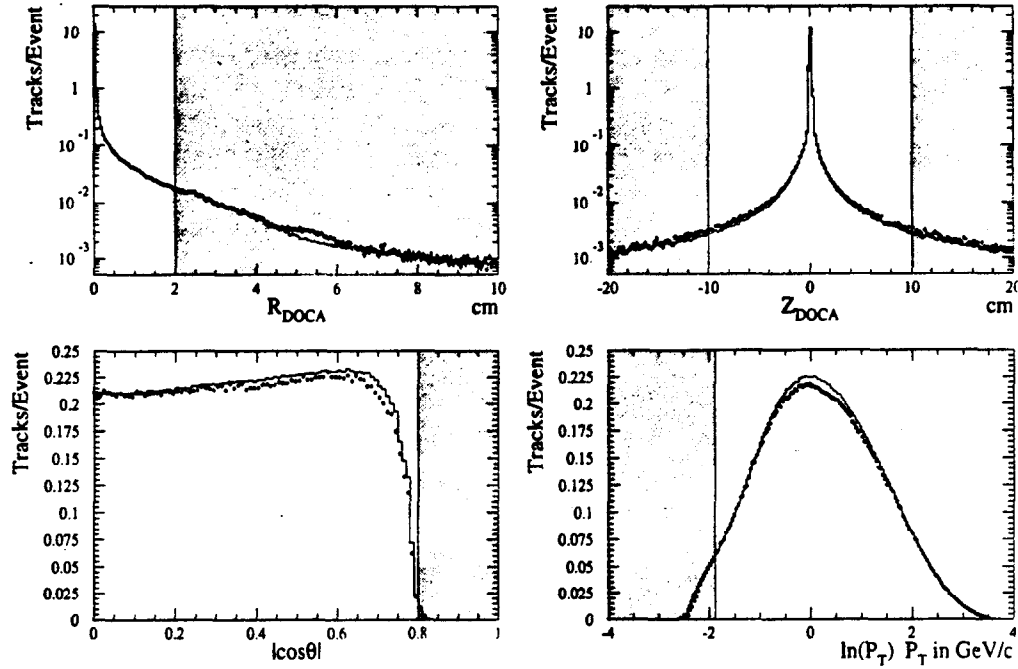 Tracks/Event
10
1
10⁻¹
10⁻²
10⁻³
0 2 4 6 8 10
R_DOCA cm
Tracks/Event
10
1
10⁻¹
10⁻²
10⁻³
-20 -10 0 10 20
Z_DOCA cm
Tracks/Event
0.25
0.225
0.2
0.175
0.15
0.125
0.1
0.075
0.05
0.025
0
0 0.2 0.4 0.6 0.8 1
|cosθ|
Tracks/Event
0.25
0.225
0.2
0.175
0.15
0.125
0.1
0.075
0.05
0.025
0
-4 -2 0 2 4
ln(P_T) P_T in GeV/c